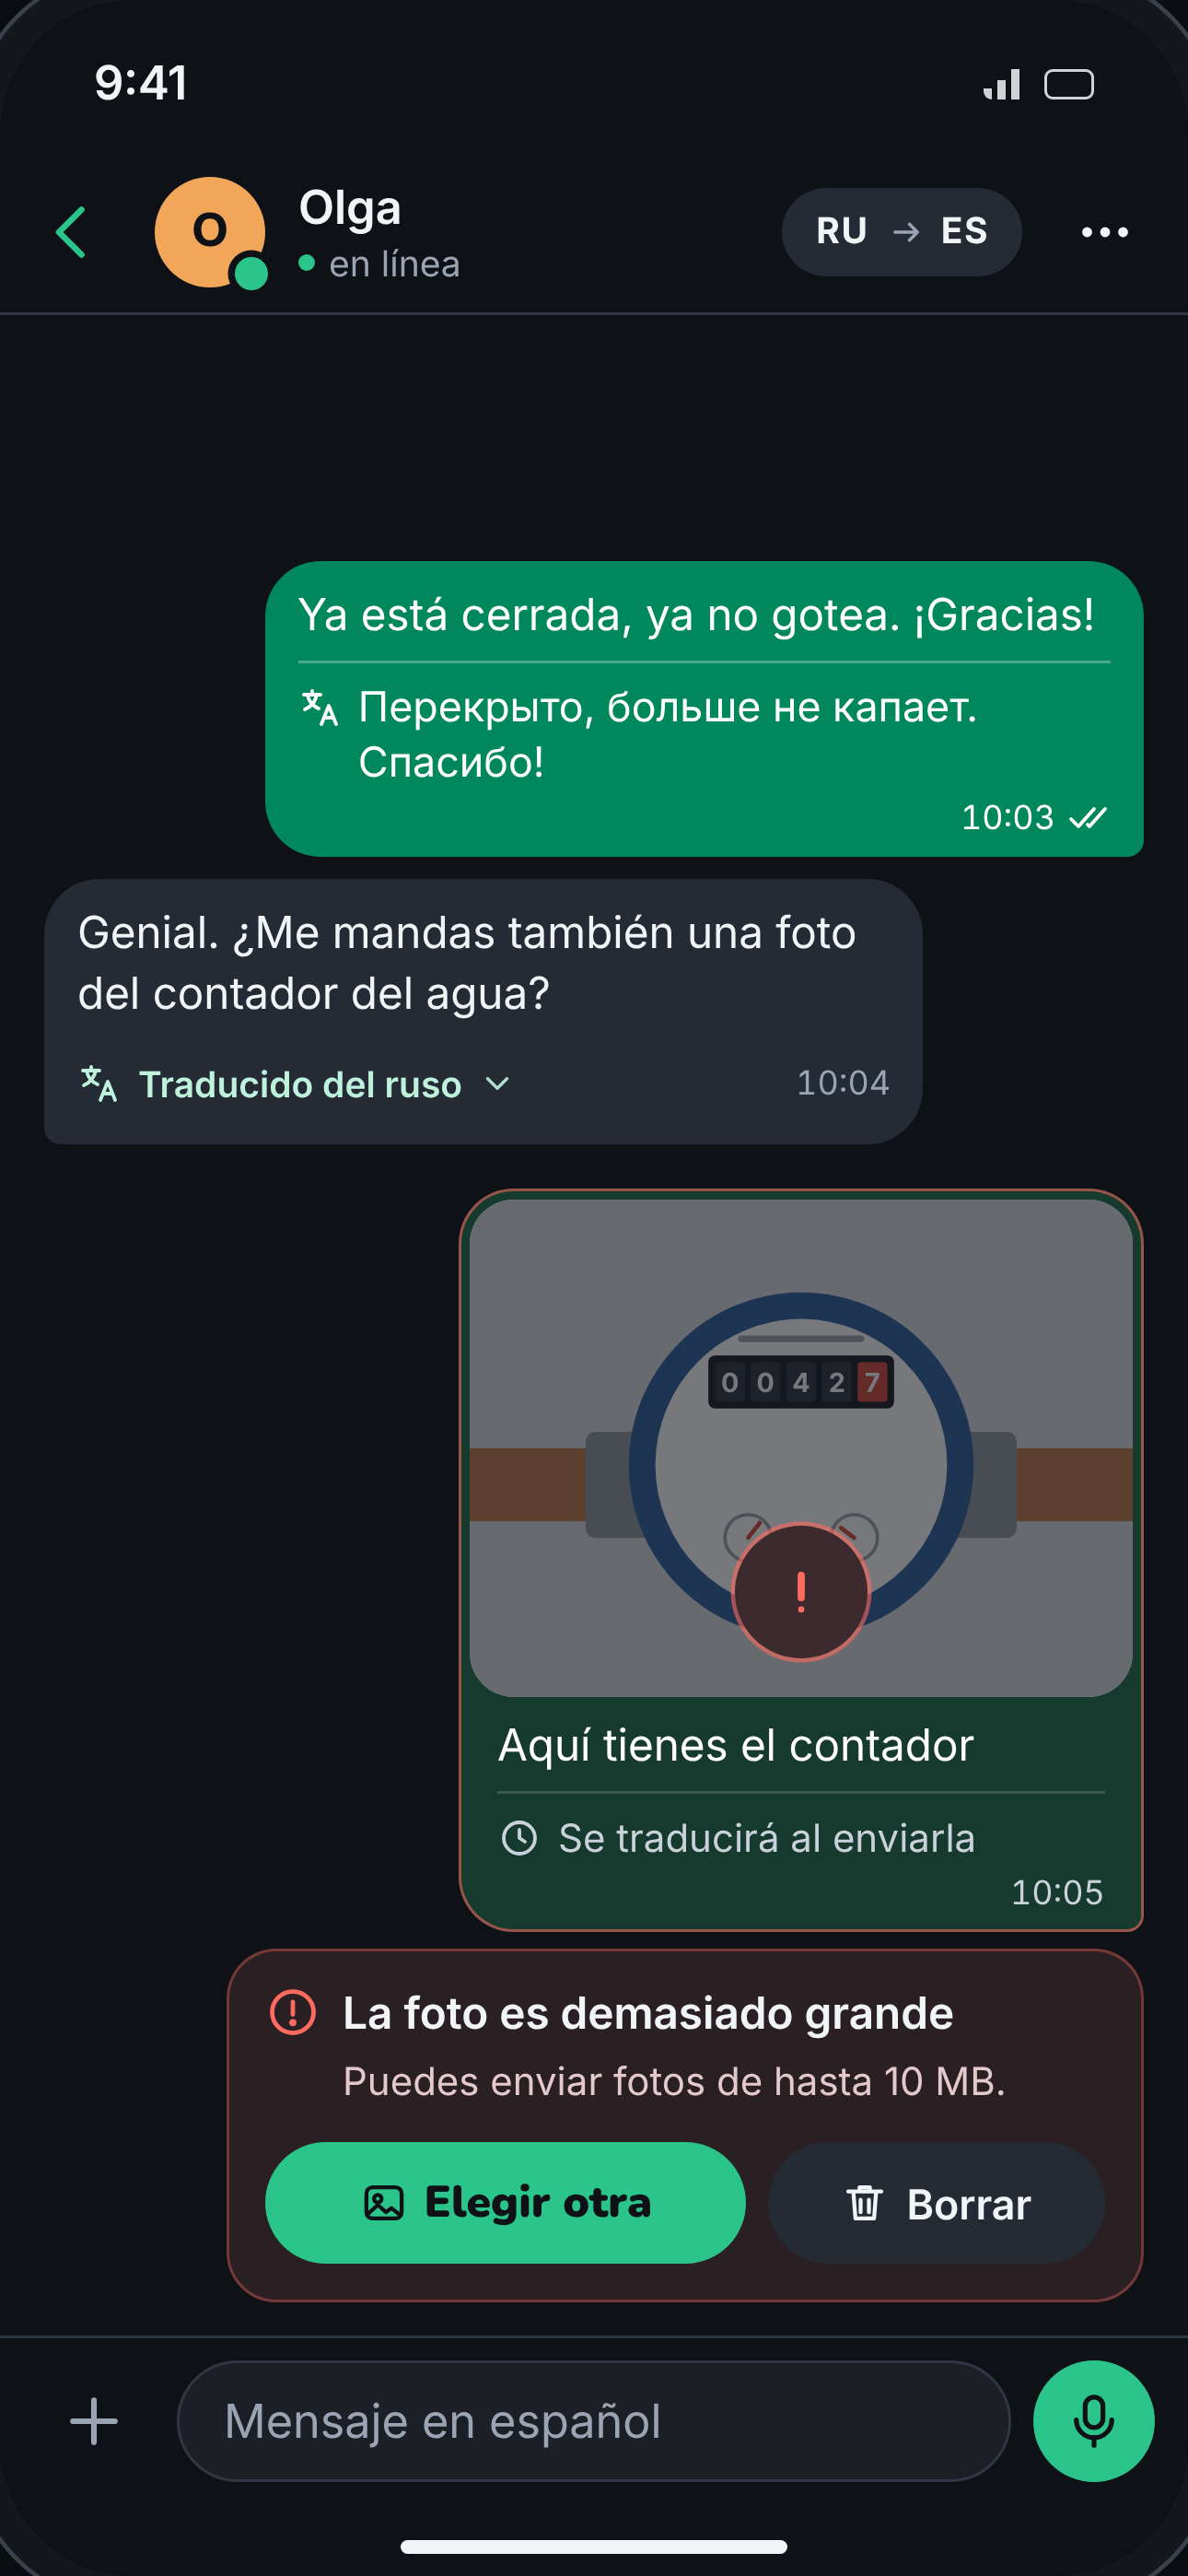 9:41
O
Olga
en línea
RU → ES
Ya está cerrada, ya no gotea. ¡Gracias!
Перекрыто, больше не капает.
Спасибо!
10:03
Genial. ¿Me mandas también una foto
del contador del agua?
Traducido del ruso
10:04
0 0 4 2 7
Aquí tienes el contador
Se traducirá al enviarla
10:05
La foto es demasiado grande
Puedes enviar fotos de hasta 10 MB.
Elegir otra
Borrar
Mensaje en español